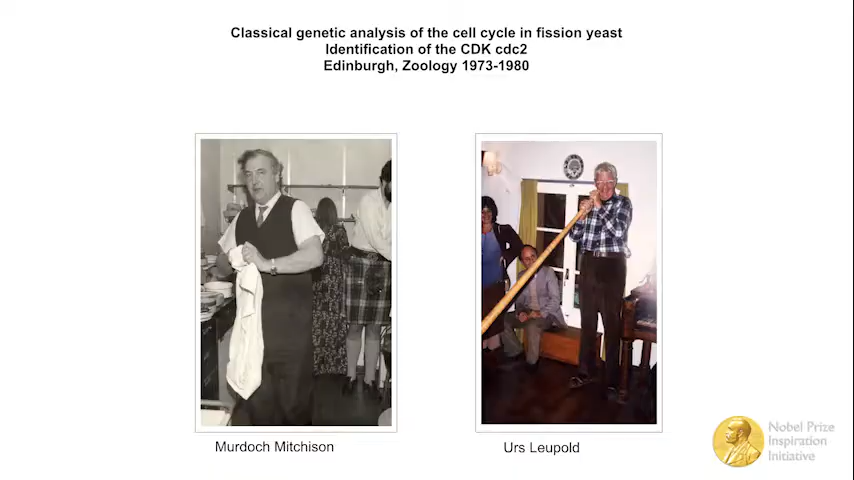 Classical genetic analysis of the cell cycle in fission yeast
Identification of the CDK cdc2
Edinburgh, Zoology 1973-1980
Murdoch Mitchison
Urs Leupold
Nobel Prize
Inspiration
Initiative